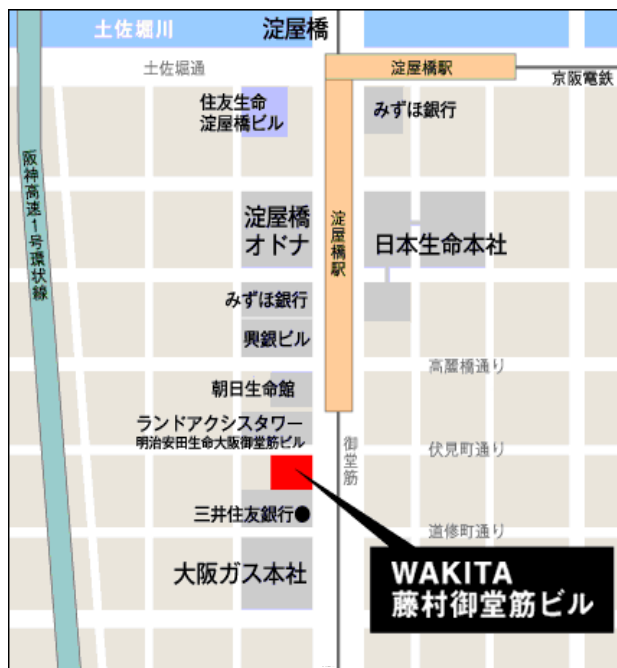 土佐堀川
淀屋橋
土佐堀通
淀屋橋駅
京阪電鉄
住友生命
淀屋橋ビル
みずほ銀行
阪神高速1号環状線
淀屋橋
オドナ
淀屋橋駅
日本生命本社
みずほ銀行
興銀ビル
高麗橋通り
朝日生命館
ランドアクシスタワー
明治安田生命大阪御堂筋ビル
御堂筋
伏見町通り
三井住友銀行●
道修町通り
大阪ガス本社
WAKITA
藤村御堂筋ビル